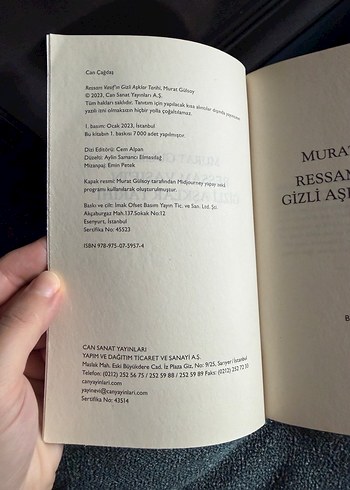 Can Çağdaş
Ressam Vasıf'ın Gizli Aşklar Tarihi, Murat Gülsoy
© 2023, Can Sanat Yayınları A.Ş.
Tüm hakları saklıdır. Tanıtım için yapılacak kısa alıntılar dışında yayıncının
yazılı izni olmaksızın hiçbir yolla çoğaltılamaz.
1. basım: Ocak 2023, İstanbul
Bu kitabın 1. baskısı 7 000 adet yapılmıştır.
Dizi Editörü: Cem Alpan
Düzelti: Aylin Samancı Elmasdağ
Mizanpaj: Emin Petek
Kapak resmi: Murat Gülsoy tarafından Midjourney yapay zekâ
programı kullanılarak oluşturulmuştur.
Baskı ve cilt: İmak Ofset Basım Yayın Tic. ve San. Ltd. Şti.
Akçaburgaz Mah.137.Sokak No:12
Esenyurt, İstanbul
Sertifika No: 45523
ISBN 978-975-07-5957-4
CAN SANAT YAYINLARI
YAPIM VE DAĞITIM TİCARET VE SANAYİ A.Ş.
Maslak Mah. Eski Büyükdere Cad. İz Plaza Giz, No: 9/25, Sarıyer/İstanbul
Telefon: (0212) 252 56 75 / 252 59 88 / 252 59 89 Faks: (0212) 252 72 33
canyayinlari.com
yayinevi@canyayinlari.com
Sertifika No: 43514
MURA
RESSAM
GİZLİ AŞ
B